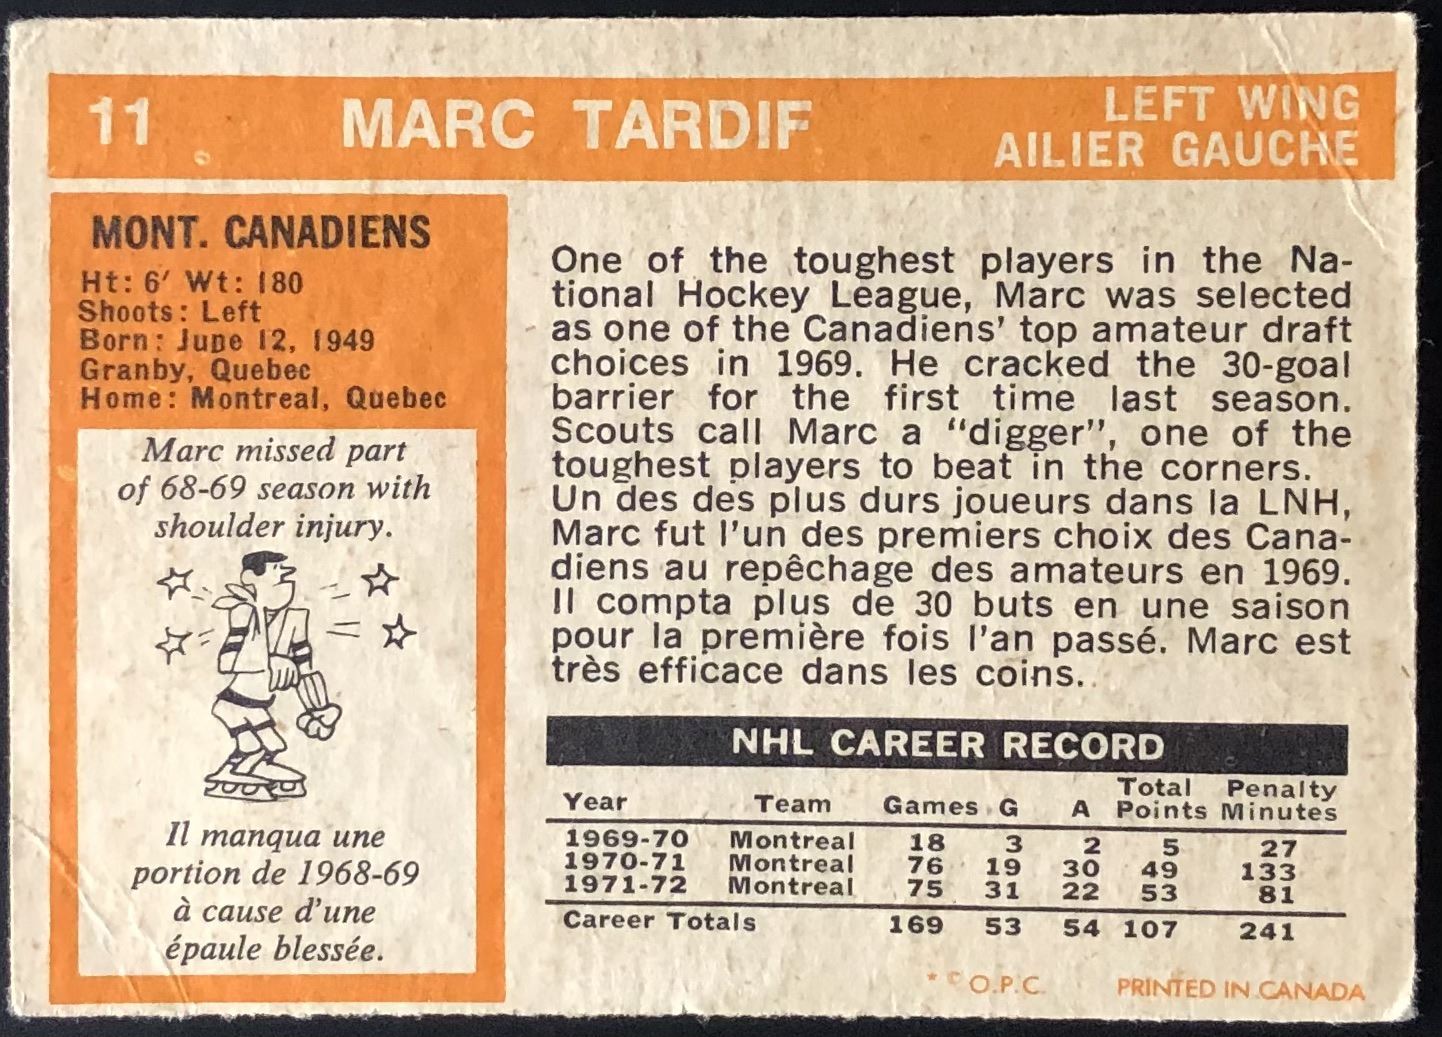 11 MARC TARDIF LEFT WING
AILIER GAUCHE
MONT. CANADIENS
Ht: 6' Wt: 180
Shoots: Left
Born: June 12, 1949
Granby, Quebec
Home: Montreal, Quebec
Marc missed part
of 68-69 season with
shoulder injury.
Il manqua une
portion de 1968-69
à cause d'une
épaule blessée.
One of the toughest players in the Na-
tional Hockey League, Marc was selected
as one of the Canadiens' top amateur draft
choices in 1969. He cracked the 30-goal
barrier for the first time last season.
Scouts call Marc a "digger", one of the
toughest players to beat in the corners.
Un des des plus durs joueurs dans la LNH,
Marc fut l'un des premiers choix des Cana-
diens au repêchage des amateurs en 1969.
Il compta plus de 30 buts en une saison
pour la première fois l'an passé. Marc est
très efficace dans les coins.
NHL CAREER RECORD
Year Team Games G A Total Points Penalty Minutes
1969-70 Montreal 18 3 2 5 27
1970-71 Montreal 76 19 30 49 133
1971-72 Montreal 75 31 22 53 81
Career Totals 169 53 54 107 241
* © O.P.C. PRINTED IN CANADA